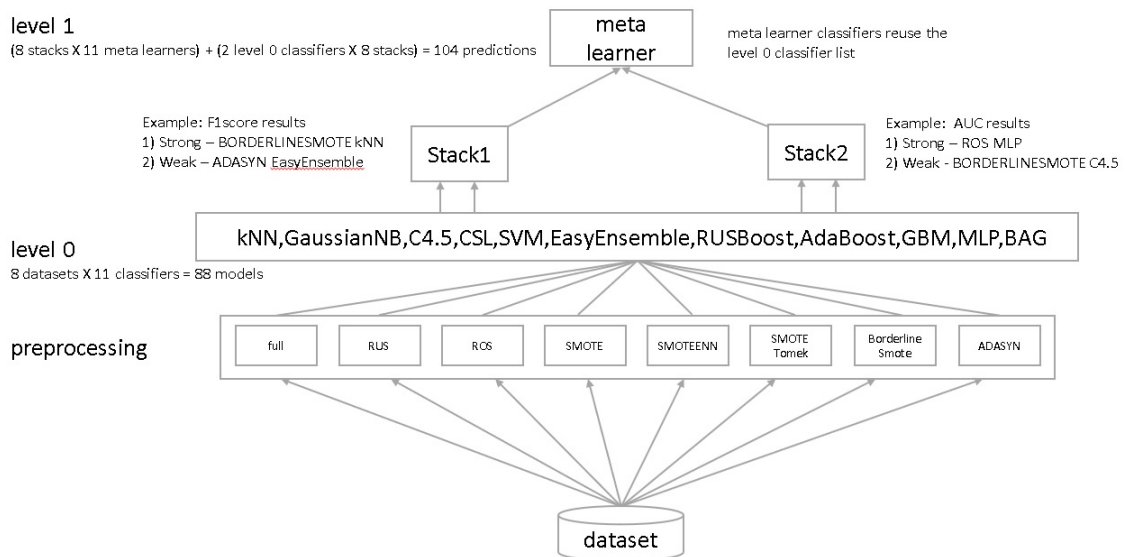 level 1
(8 stacks X 11 meta learners) + (2 level 0 classifiers X 8 stacks) = 104 predictions
meta
learner
meta learner classifiers reuse the
level 0 classifier list
Example: F1score results
1) Strong – BORDERLINESMOTE kNN
2) Weak – ADASYN EasyEnsemble
Stack1
Stack2
Example: AUC results
1) Strong – ROS MLP
2) Weak - BORDERLINESMOTE C4.5
level 0
8 datasets X 11 classifiers = 88 models
kNN,GaussianNB,C4.5,CSL,SVM,EasyEnsemble,RUSBoost,AdaBoost,GBM,MLP,BAG
preprocessing
full
RUS
ROS
SMOTE
SMOTEENN
SMOTE
Tomek
Borderline
Smote
ADASYN
dataset